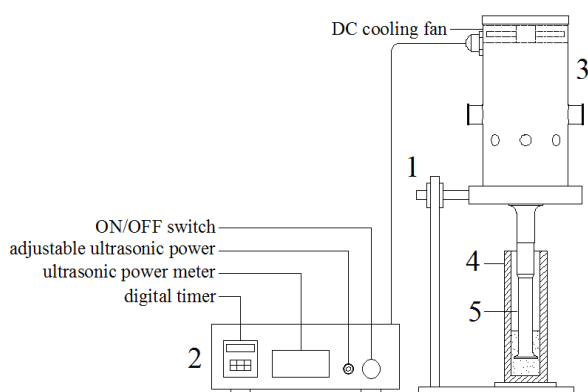 DC cooling fan
3
1
ON/OFF switch
adjustable ultrasonic power
ultrasonic power meter
digital timer
4
5
2